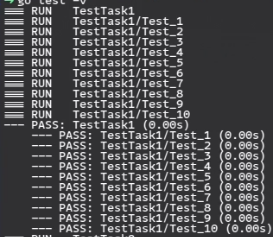 go test -v
=== RUN   TestTask1
=== RUN   TestTask1/Test_1
=== RUN   TestTask1/Test_2
=== RUN   TestTask1/Test_3
=== RUN   TestTask1/Test_4
=== RUN   TestTask1/Test_5
=== RUN   TestTask1/Test_6
=== RUN   TestTask1/Test_7
=== RUN   TestTask1/Test_8
=== RUN   TestTask1/Test_9
=== RUN   TestTask1/Test_10
--- PASS: TestTask1 (0.00s)
    --- PASS: TestTask1/Test_1 (0.00s)
    --- PASS: TestTask1/Test_2 (0.00s)
    --- PASS: TestTask1/Test_3 (0.00s)
    --- PASS: TestTask1/Test_4 (0.00s)
    --- PASS: TestTask1/Test_5 (0.00s)
    --- PASS: TestTask1/Test_6 (0.00s)
    --- PASS: TestTask1/Test_7 (0.00s)
    --- PASS: TestTask1/Test_8 (0.00s)
    --- PASS: TestTask1/Test_9 (0.00s)
    --- PASS: TestTask1/Test_10 (0.00s)